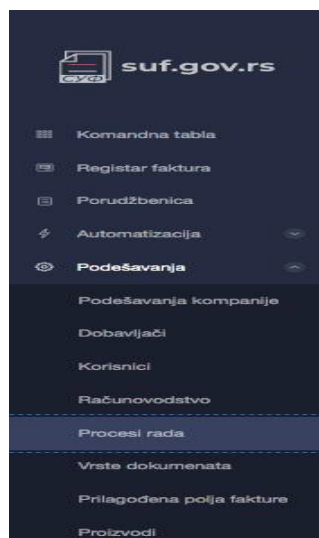 СУФ
suf.gov.rs
Komandna tabla
Registar faktura
Porudžbenica
Automatizacija
Podešavanja
Podešavanja kompanije
Dobavljači
Korisnici
Računovodstvo
Procesi rada
Vrste dokumenata
Prilagođena polja fakture
Proizvodi